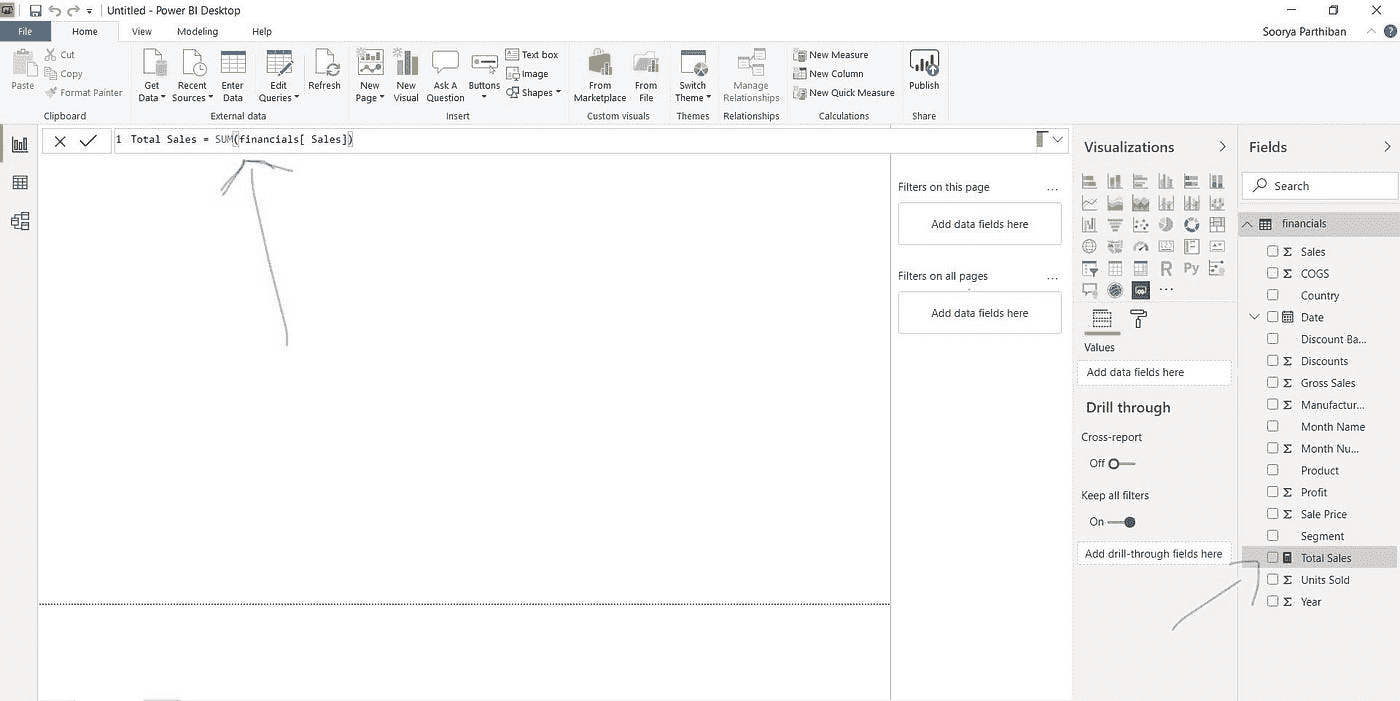 Untitled - Power BI Desktop
File Home View Modeling Help
Soorya Parthiban
Paste
Cut
Copy
Format Painter
Clipboard
Get Data
Recent Sources
Enter Data
Edit Queries
Refresh
External data
New Page
New Visual
Ask A Question
Buttons
Text box
Image
Shapes
Insert
From Marketplace
From File
Custom visuals
Switch Theme
Themes
Manage Relationships
Relationships
New Measure
New Column
New Quick Measure
Calculations
Publish
Share
1 Total Sales = SUM(financials[ Sales])
Filters on this page ...
Add data fields here
Filters on all pages ...
Add data fields here
Visualizations
R Py
123
...
Values
Add data fields here
Drill through
Cross-report
Off
Keep all filters
On
Add drill-through fields here
Fields
Search
financials
Sales
COGS
Country
Date
Discount Ba...
Discounts
Gross Sales
Manufactur...
Month Name
Month Nu...
Product
Profit
Sale Price
Segment
Total Sales
Units Sold
Year